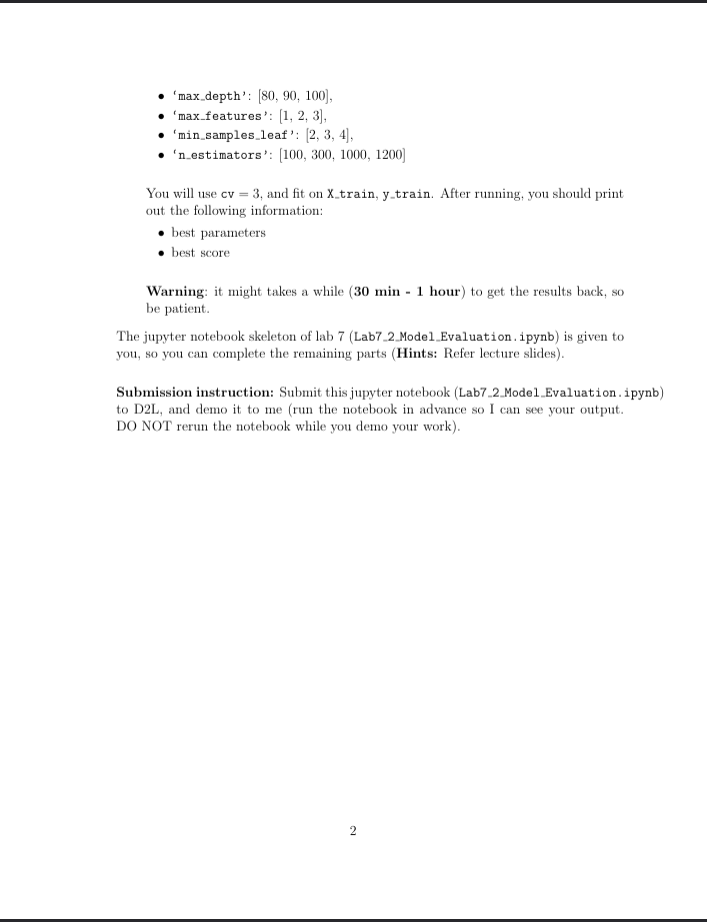 • ‘max_depth’: [80, 90, 100],
• ‘max_features’: [1, 2, 3],
• ‘min_samples_leaf’: [2, 3, 4],
• ‘n_estimators’: [100, 300, 1000, 1200]
You will use cv = 3, and fit on X_train, y_train. After running, you should print
out the following information:
• best parameters
• best score
Warning: it might takes a while (30 min - 1 hour) to get the results back, so
be patient.
The jupyter notebook skeleton of lab 7 (Lab7_2_Model_Evaluation.ipynb) is given to
you, so you can complete the remaining parts (Hints: Refer lecture slides).
Submission instruction: Submit this jupyter notebook (Lab7_2_Model_Evaluation.ipynb)
to D2L, and demo it to me (run the notebook in advance so I can see your output.
DO NOT rerun the notebook while you demo your work).
2